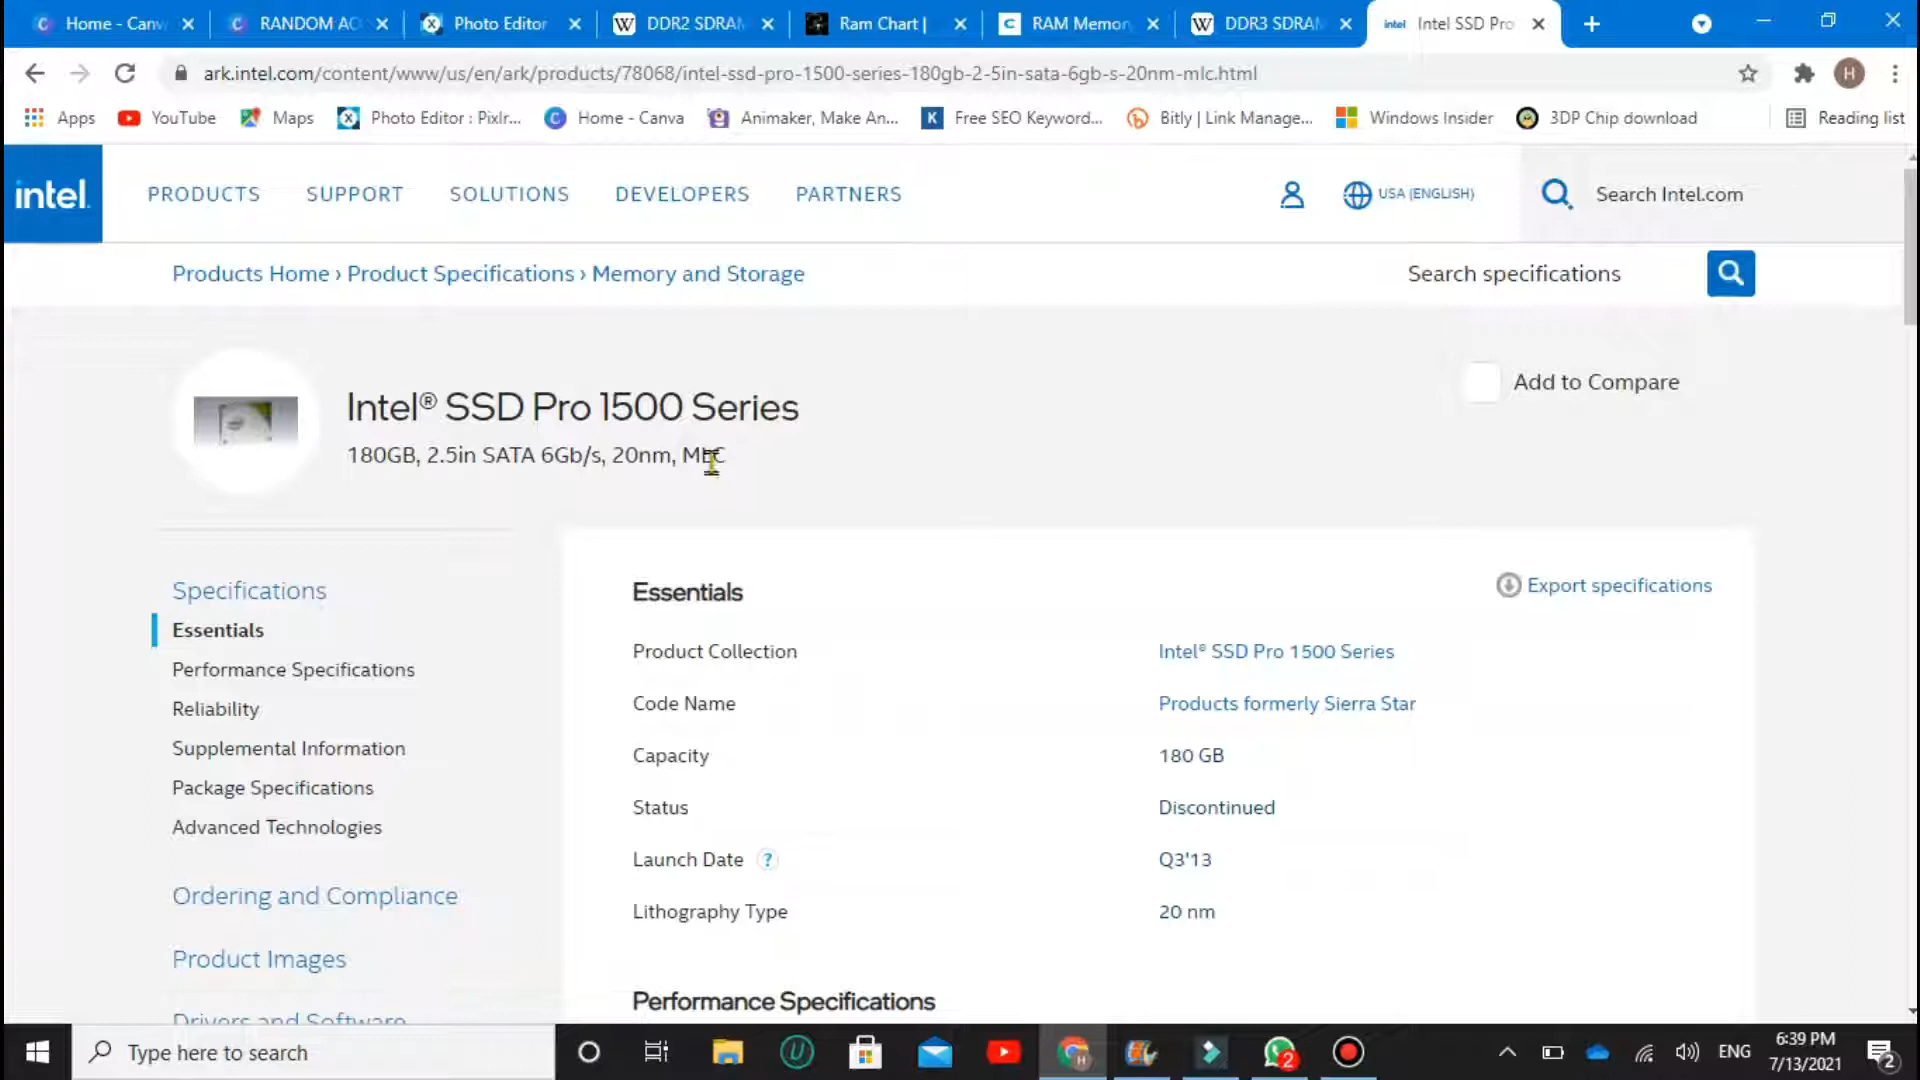 Home - Canv
RANDOM AC
Photo Editor
DDR2 SDRAM
Ram Chart |
RAM Memor
DDR3 SDRAM
intel
Intel SSD Pro
ark.intel.com/content/www/us/en/ark/products/78068/intel-ssd-pro-1500-series-180gb-2-5in-sata-6gb-s-20nm-mlc.html
H
Apps
YouTube
Maps
Photo Editor : Pixlr...
Home - Canva
Animaker, Make An...
K
Free SEO Keyword...
Bitly | Link Manage...
Windows Insider
3DP Chip download
Reading list
intel.
PRODUCTS
SUPPORT
SOLUTIONS
DEVELOPERS
PARTNERS
USA (ENGLISH)
Search Intel.com
Products Home › Product Specifications › Memory and Storage
Search specifications
Intel® SSD Pro 1500 Series
180GB, 2.5in SATA 6Gb/s, 20nm, MLC
Add to Compare
Specifications
Essentials
Performance Specifications
Reliability
Supplemental Information
Package Specifications
Advanced Technologies
Ordering and Compliance
Product Images
Drivers and Software
Essentials
Export specifications
Product Collection
Intel® SSD Pro 1500 Series
Code Name
Products formerly Sierra Star
Capacity
180 GB
Status
Discontinued
Launch Date ?
Q3'13
Lithography Type
20 nm
Performance Specifications
Type here to search
2
ENG
6:39 PM
7/13/2021
2